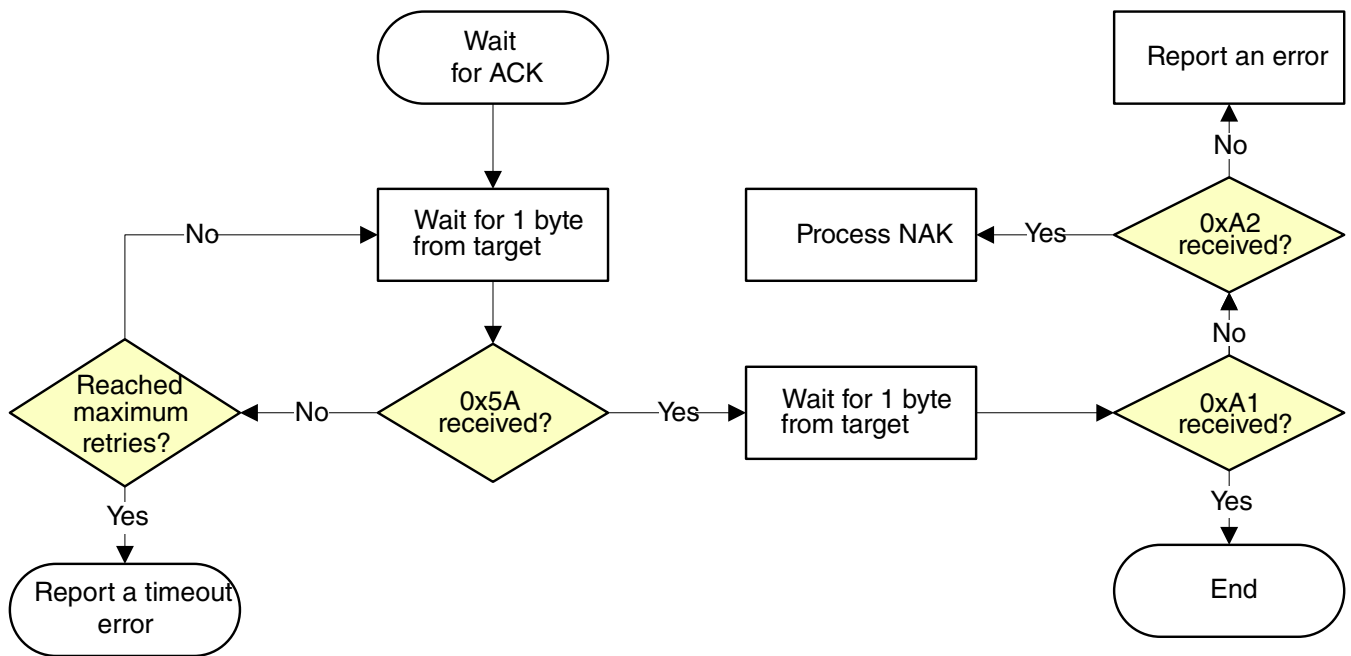 Wait
for ACK
Report an error
No
Wait for 1 byte
from target
Process NAK
Yes
0xA2
received?
No
No
Reached
maximum
retries?
No
0x5A
received?
Yes
Wait for 1 byte
from target
0xA1
received?
Yes
Yes
Report a timeout
error
End